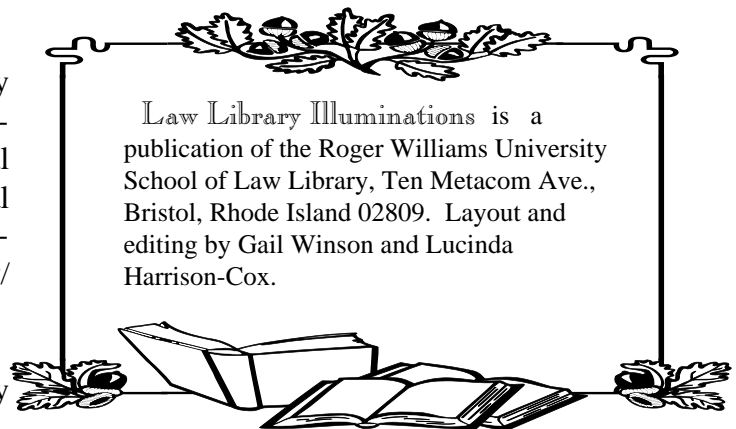 Law Library Illuminations is a
publication of the Roger Williams University
School of Law Library, Ten Metacom Ave.,
Bristol, Rhode Island 02809. Layout and
editing by Gail Winson and Lucinda
Harrison-Cox.